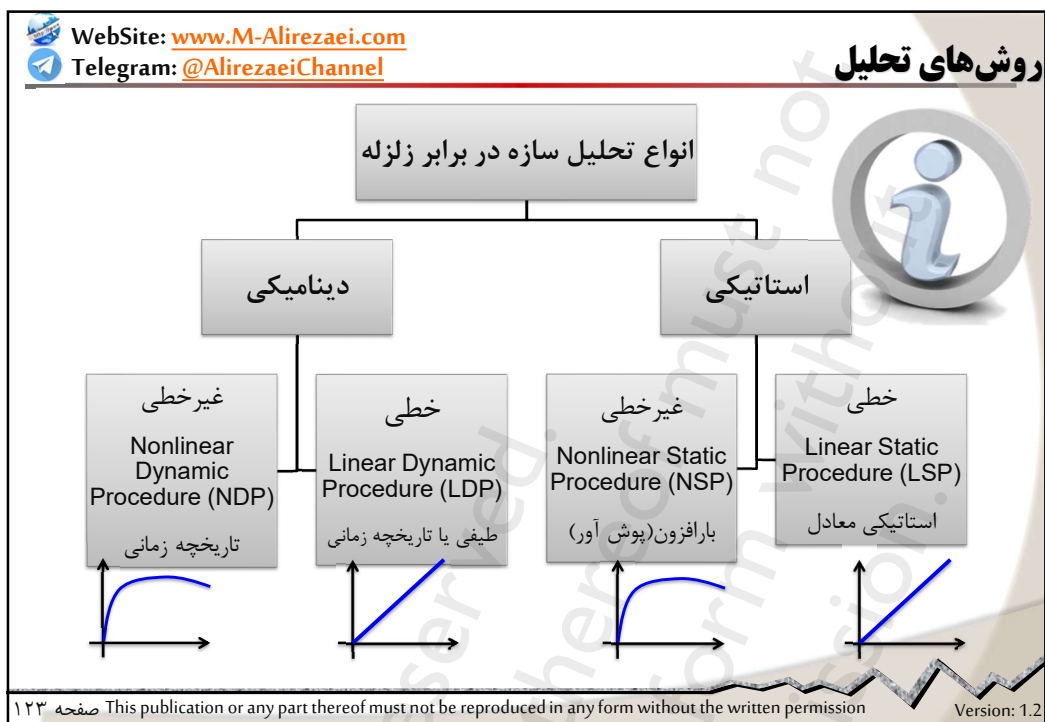 WebSite: www.M-Alirezaei.com
Telegram: @AlirezaeiChannel
روش‌های تحلیل
انواع تحلیل سازه در برابر زلزله
استاتیکی
دینامیکی
خطی
Linear Static
Procedure (LSP)
استاتیکی معادل
غیرخطی
Nonlinear Static
Procedure (NSP)
بارافزون(پوش آور)
خطی
Linear Dynamic
Procedure (LDP)
طیفی یا تاریخچه زمانی
غیرخطی
Nonlinear
Dynamic
Procedure (NDP)
تاریخچه زمانی
صفحه ۱۲۳
This publication or any part thereof must not be reproduced in any form without the written permission
Version: 1.2